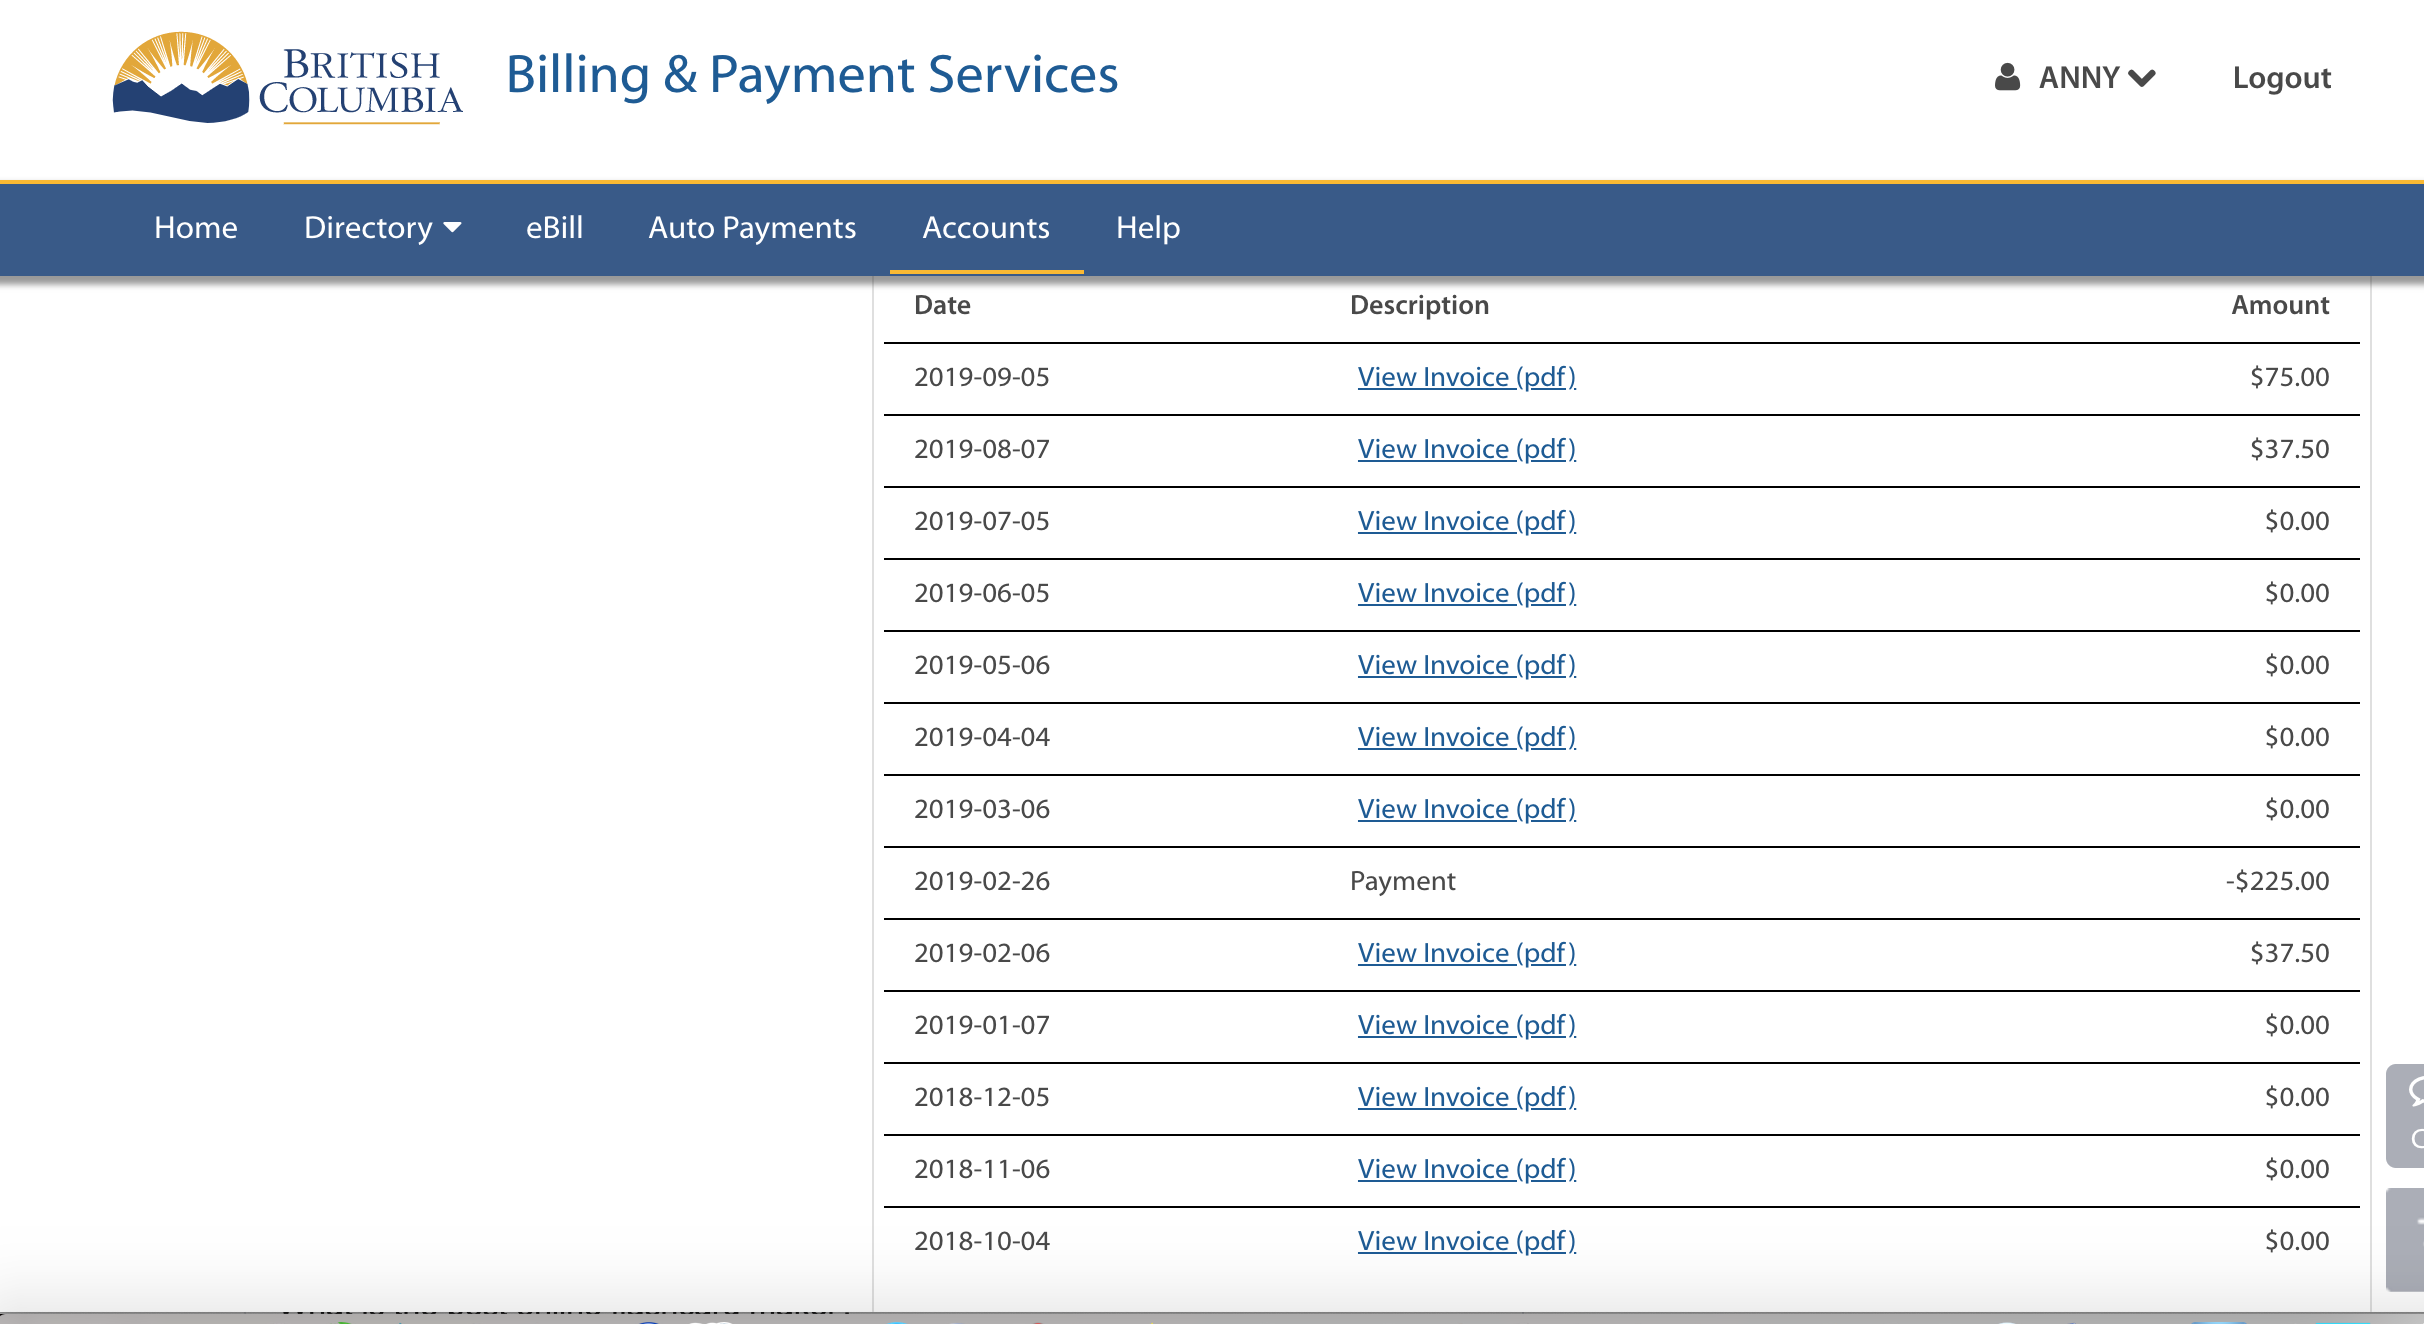 BRITISH
COLUMBIA
Billing & Payment Services
ANNY
Logout
Home Directory eBill Auto Payments Accounts Help
Date Description Amount
2019-09-05 View Invoice (pdf) $75.00
2019-08-07 View Invoice (pdf) $37.50
2019-07-05 View Invoice (pdf) $0.00
2019-06-05 View Invoice (pdf) $0.00
2019-05-06 View Invoice (pdf) $0.00
2019-04-04 View Invoice (pdf) $0.00
2019-03-06 View Invoice (pdf) $0.00
2019-02-26 Payment -$225.00
2019-02-06 View Invoice (pdf) $37.50
2019-01-07 View Invoice (pdf) $0.00
2018-12-05 View Invoice (pdf) $0.00
2018-11-06 View Invoice (pdf) $0.00
2018-10-04 View Invoice (pdf) $0.00